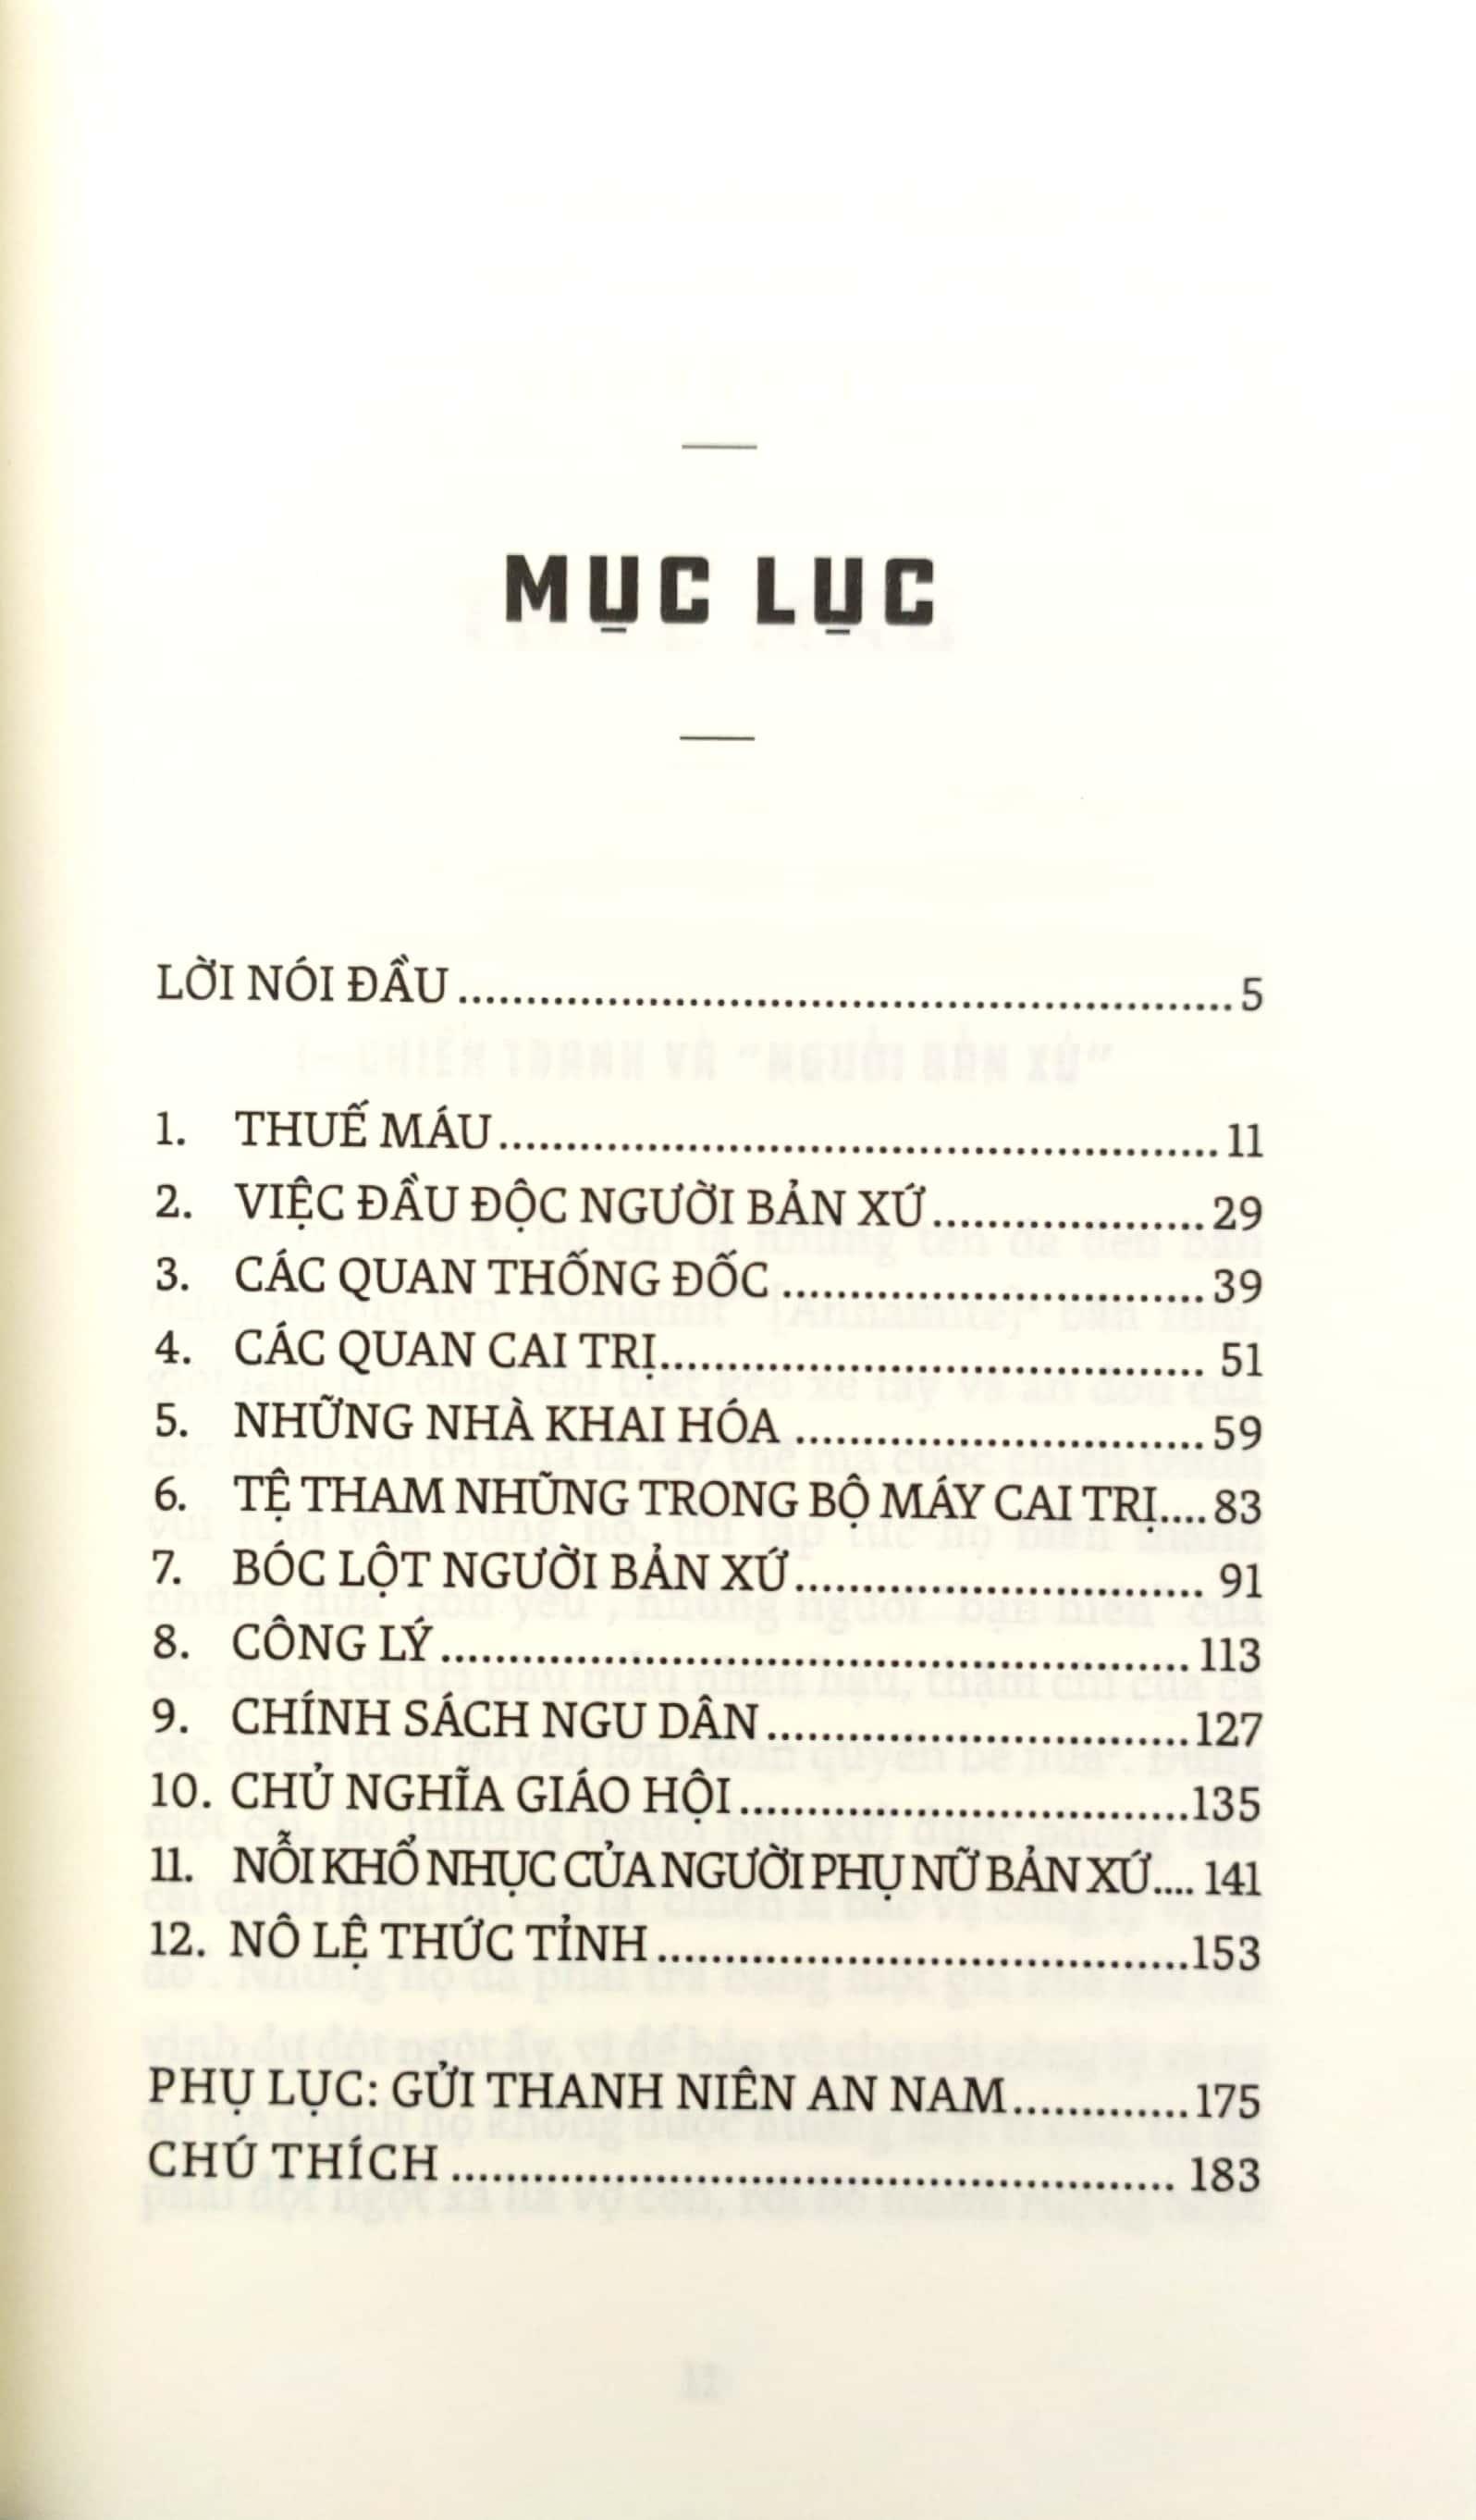 MỤC LỤC
LỜI NÓI ĐẦU........................................................5
1. THUẾ MÁU.....................................................11
2. VIỆC ĐẦU ĐỘC NGƯỜI BẢN XỨ....................29
3. CÁC QUAN THỐNG ĐỐC...............................39
4. CÁC QUAN CAI TRỊ........................................ 51
5. NHỮNG NHÀ KHAI HÓA..............................59
6. TỆ THAM NHŨNG TRONG BỘ MÁY CAI TRỊ....83
7. BÓC LỘT NGƯỜI BẢN XỨ.............................. 91
8. CÔNG LÝ.......................................................113
9. CHÍNH SÁCH NGU DÂN...............................127
10. CHỦ NGHĨA GIÁO HỘI.................................135
11. NỖI KHỔ NHỤC CỦA NGƯỜI PHỤ NỮ BẢN XỨ.... 141
12. NÔ LỆ THỨC TỈNH.......................................153
PHỤ LỤC: GỬI THANH NIÊN AN NAM.............175
CHÚ THÍCH..................................................... 183